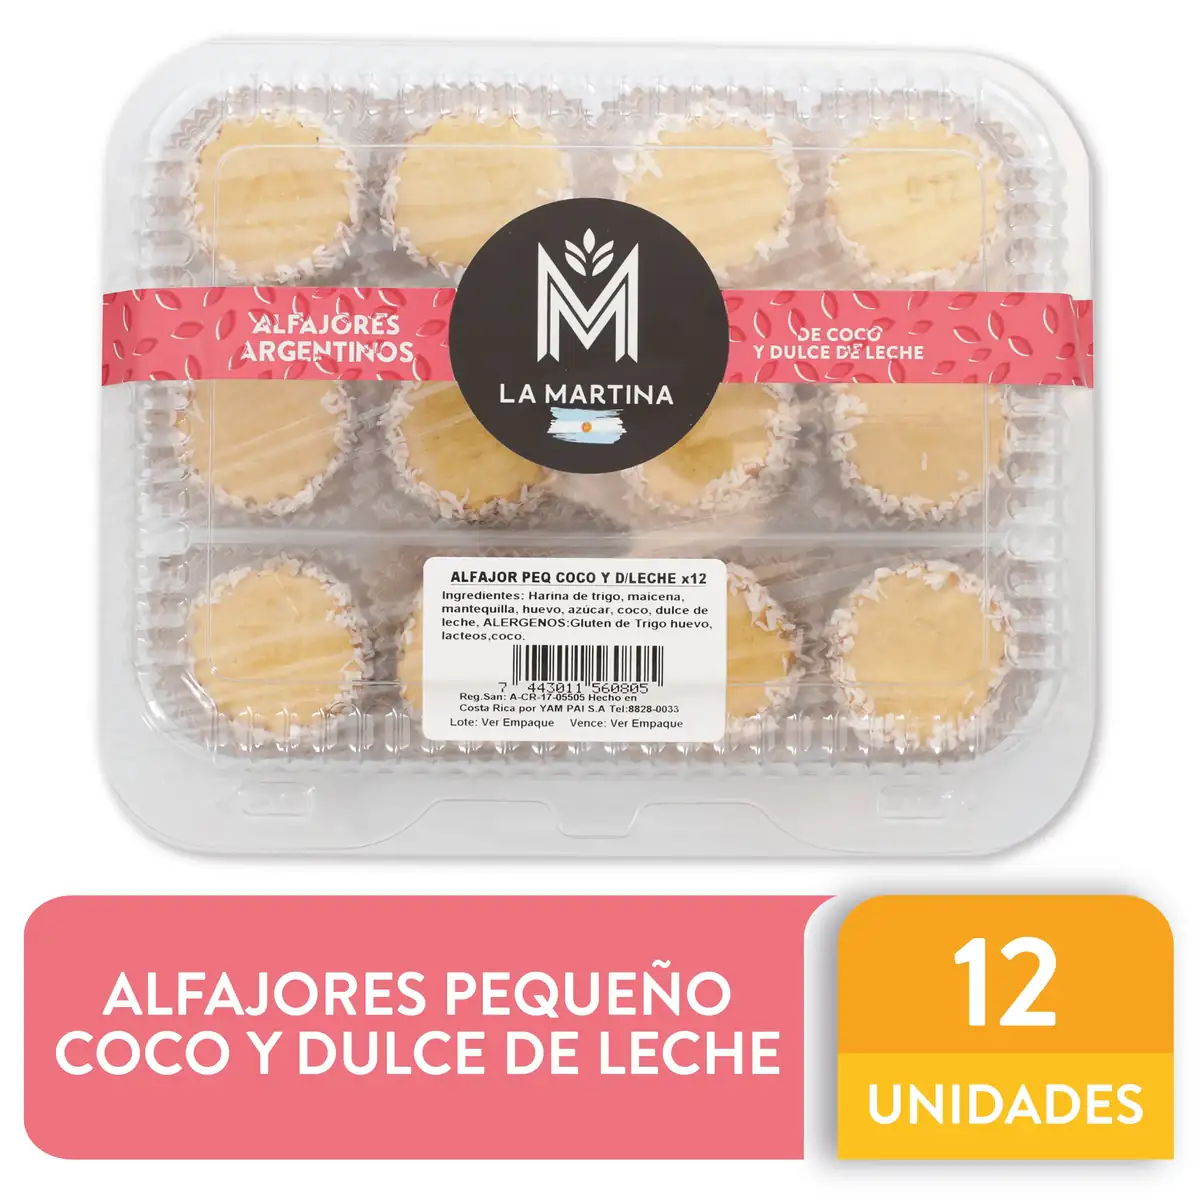 ALFAJORES
ARGENTINOS
M
LA MARTINA
DE COCO
Y DULCE DE LECHE
ALFAJOR PEQ COCO Y D/LECHE x12
Ingredientes: Harina de trigo, maicena,
mantequilla, huevo, azúcar, coco, dulce de
leche, ALERGENOS:Gluten de Trigo huevo,
lacteos,coco.
7 443011 560805
Reg.San: A-CR-17-05505 Hecho en
Costa Rica por YAM PAI S.A Tel:8828-0033
Lote: Ver Empaque Vence: Ver Empaque
ALFAJORES PEQUEÑO
COCO Y DULCE DE LECHE
12
UNIDADES